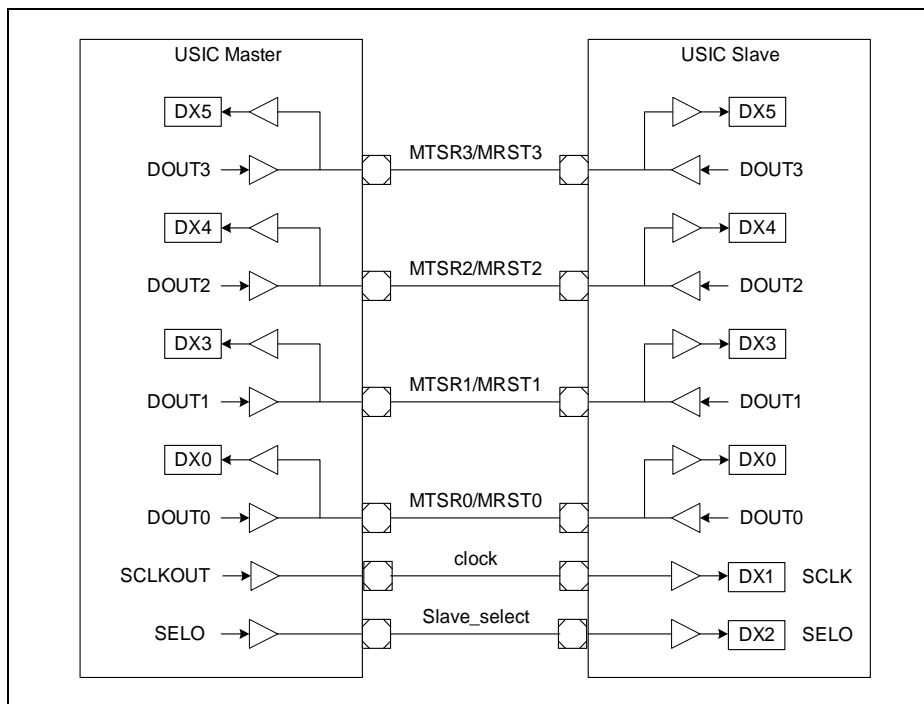 USIC Master USIC Slave
DX5 DX5
MTSR3/MRST3
DOUT3 DOUT3
DX4 DX4
MTSR2/MRST2
DOUT2 DOUT2
DX3 DX3
MTSR1/MRST1
DOUT1 DOUT1
DX0 DX0
MTSR0/MRST0
DOUT0 DOUT0
clock
SCLKOUT DX1 SCLK
Slave_select
SELO DX2 SELO